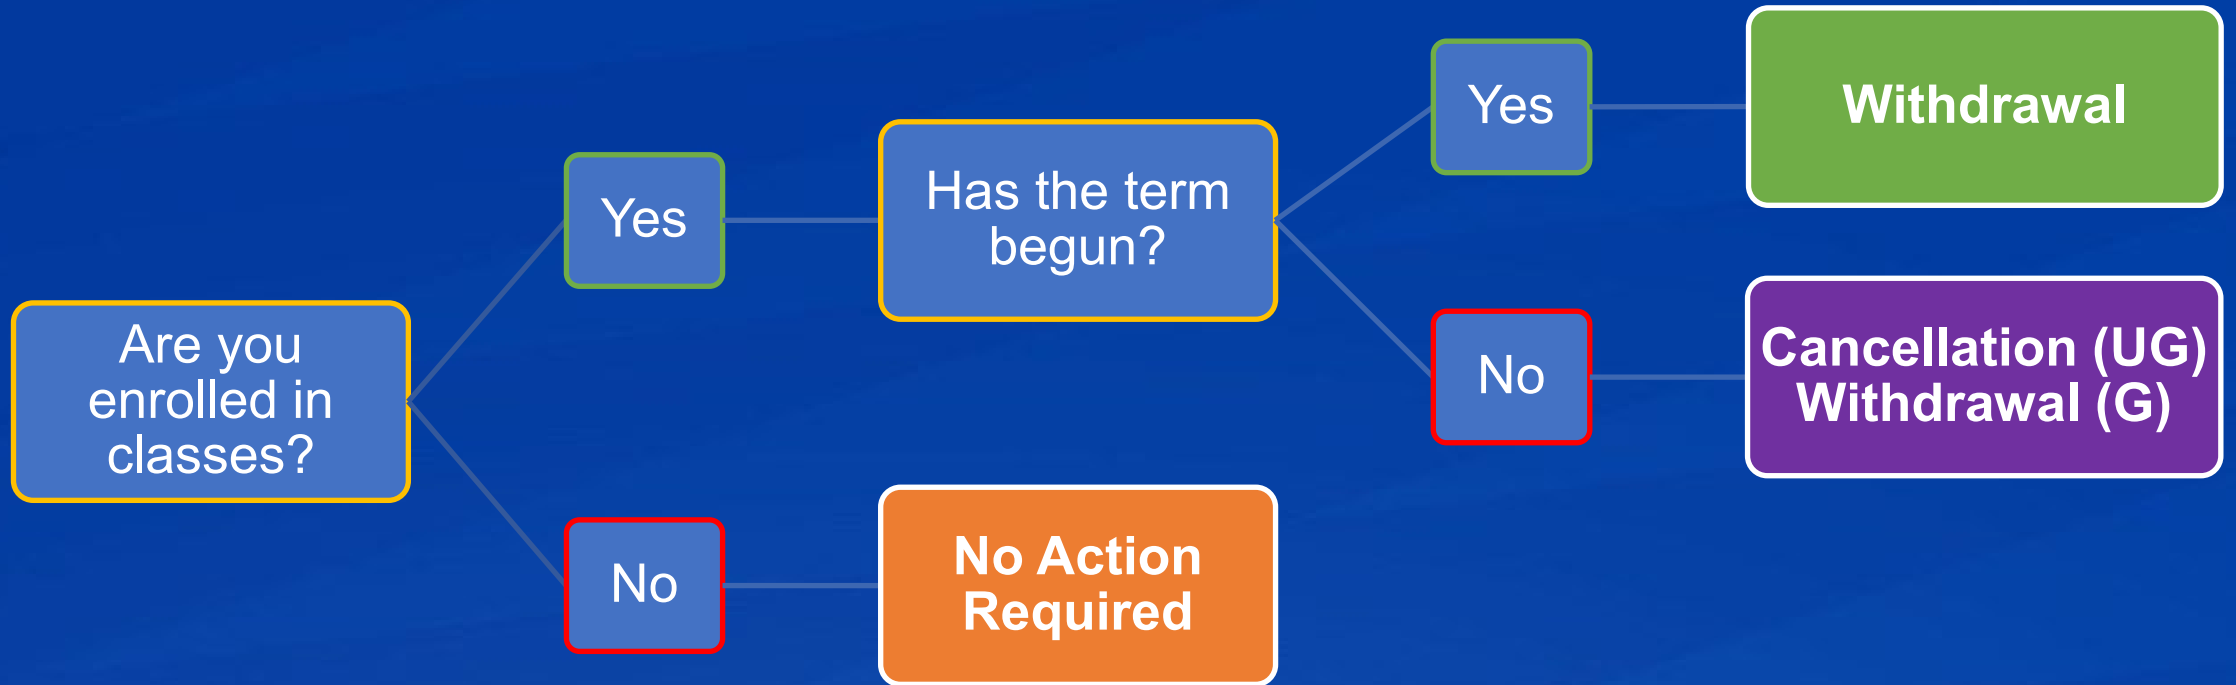 Are you
enrolled in
classes?
Yes
Has the term
begun?
Yes
Withdrawal
No
Cancellation (UG)
Withdrawal (G)
No
No Action
Required